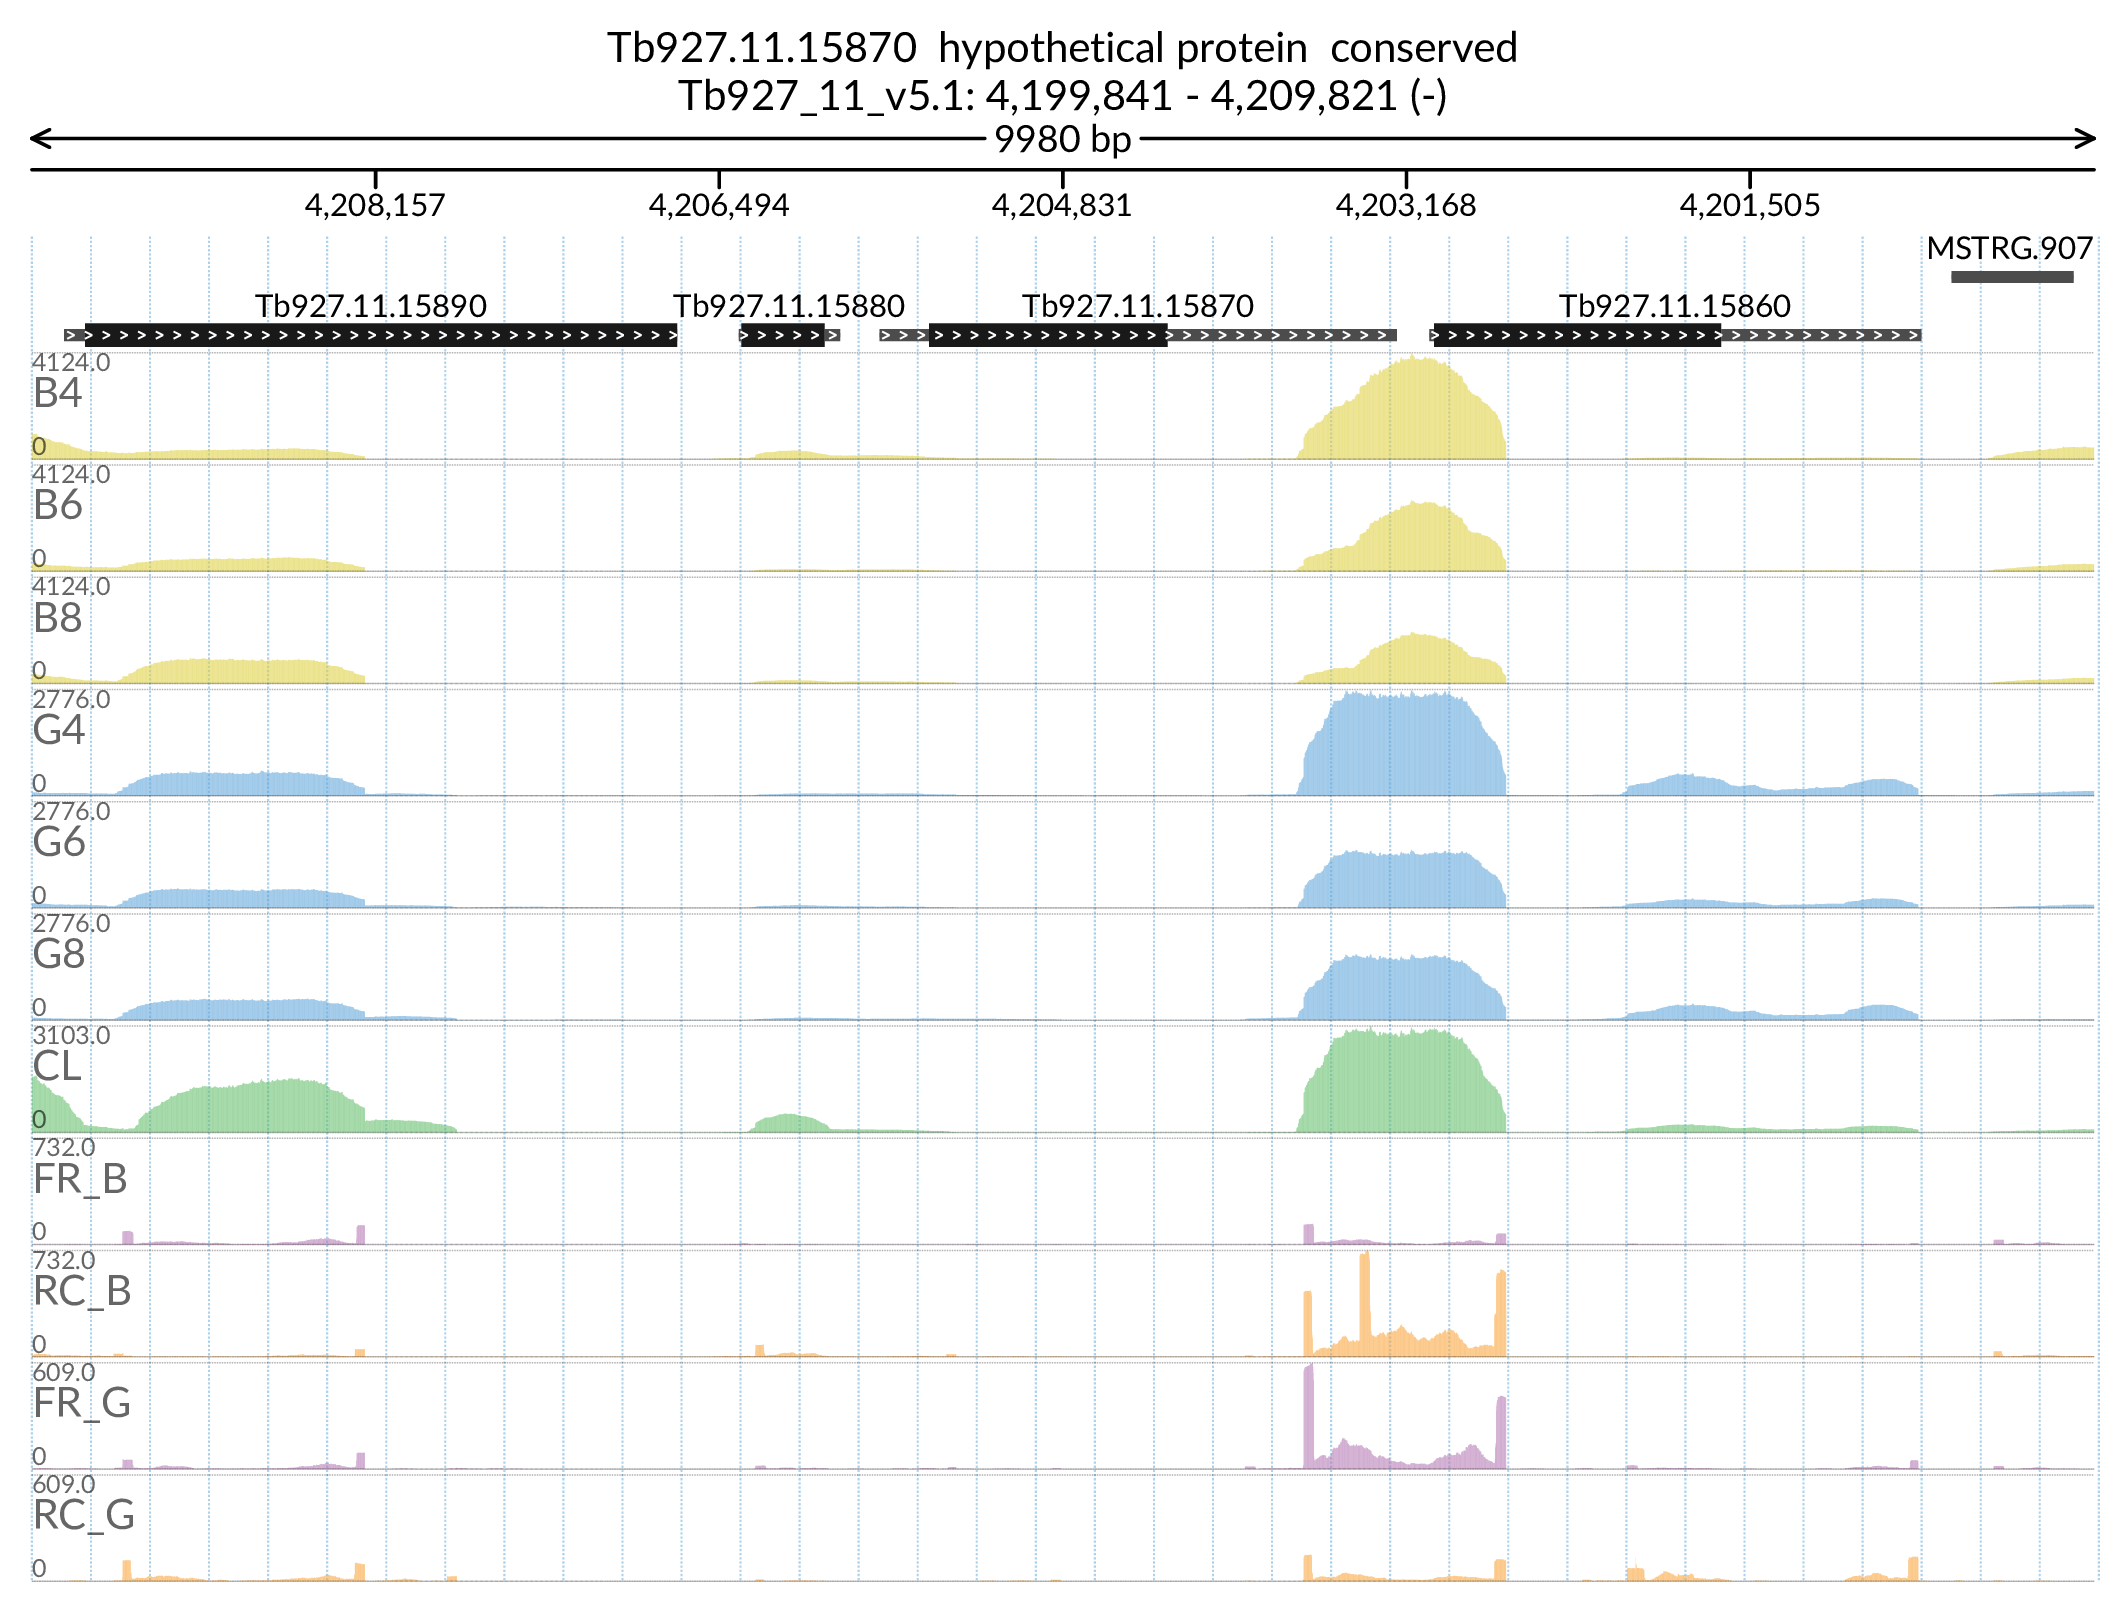 Tb927.11.15870 hypothetical protein conserved
Tb927_11_v5.1: 4,199,841 - 4,209,821 (-)
9980 bp
4,208,157 4,206,494 4,204,831 4,203,168 4,201,505
MSTRG.907
Tb927.11.15890 Tb927.11.15880 Tb927.11.15870 Tb927.11.15860
4124.0
B4
0
4124.0
B6
0
4124.0
B8
0
2776.0
G4
0
2776.0
G6
0
2776.0
G8
0
3103.0
CL
0
732.0
FR_B
0
732.0
RC_B
0
609.0
FR_G
0
609.0
RC_G
0